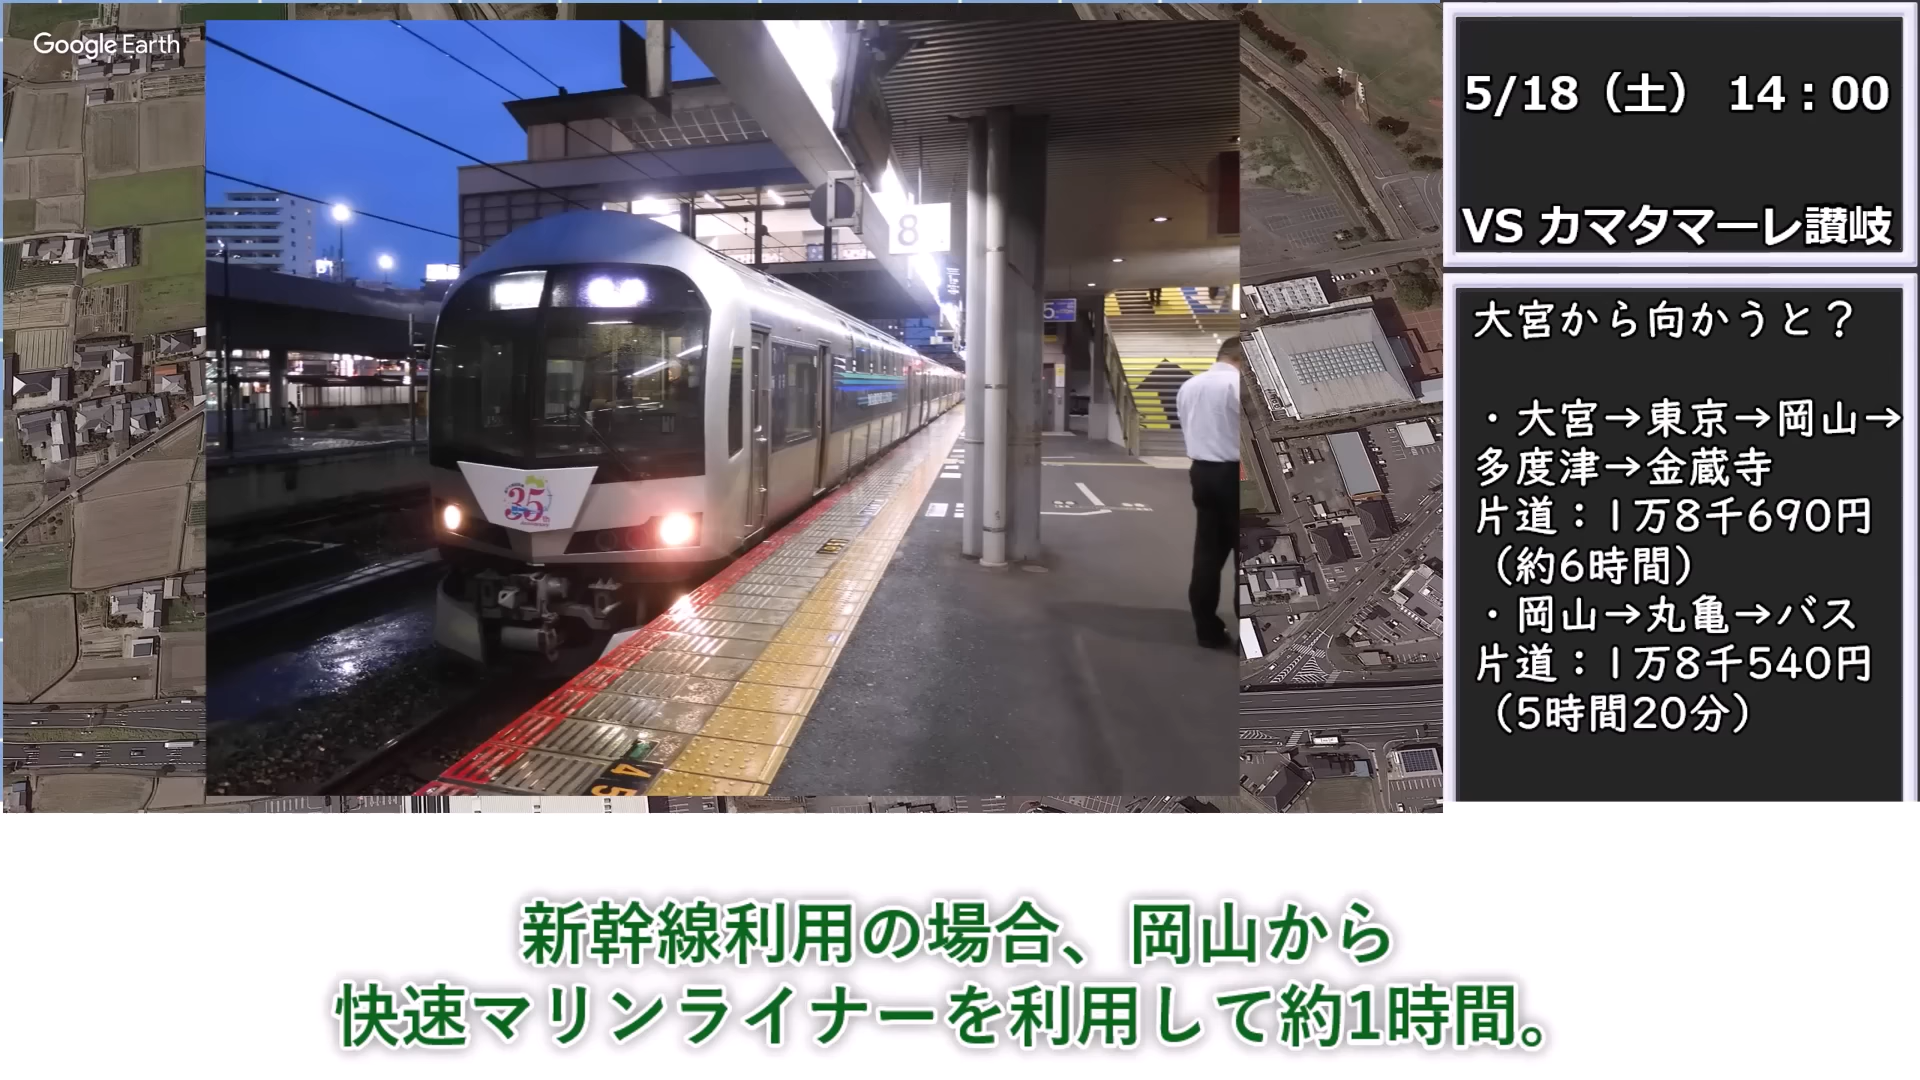 Google Earth
8
5
35
th
4
5
5/18（土） 14：00
VS カマタマーレ讃岐
大宮から向かうと？
・大宮→東京→岡山→
多度津→金蔵寺
片道：1万8千690円
（約6時間）
・岡山→丸亀→バス
片道：1万8千540円
（5時間20分）
新幹線利用の場合、岡山から
快速マリンライナーを利用して約1時間。